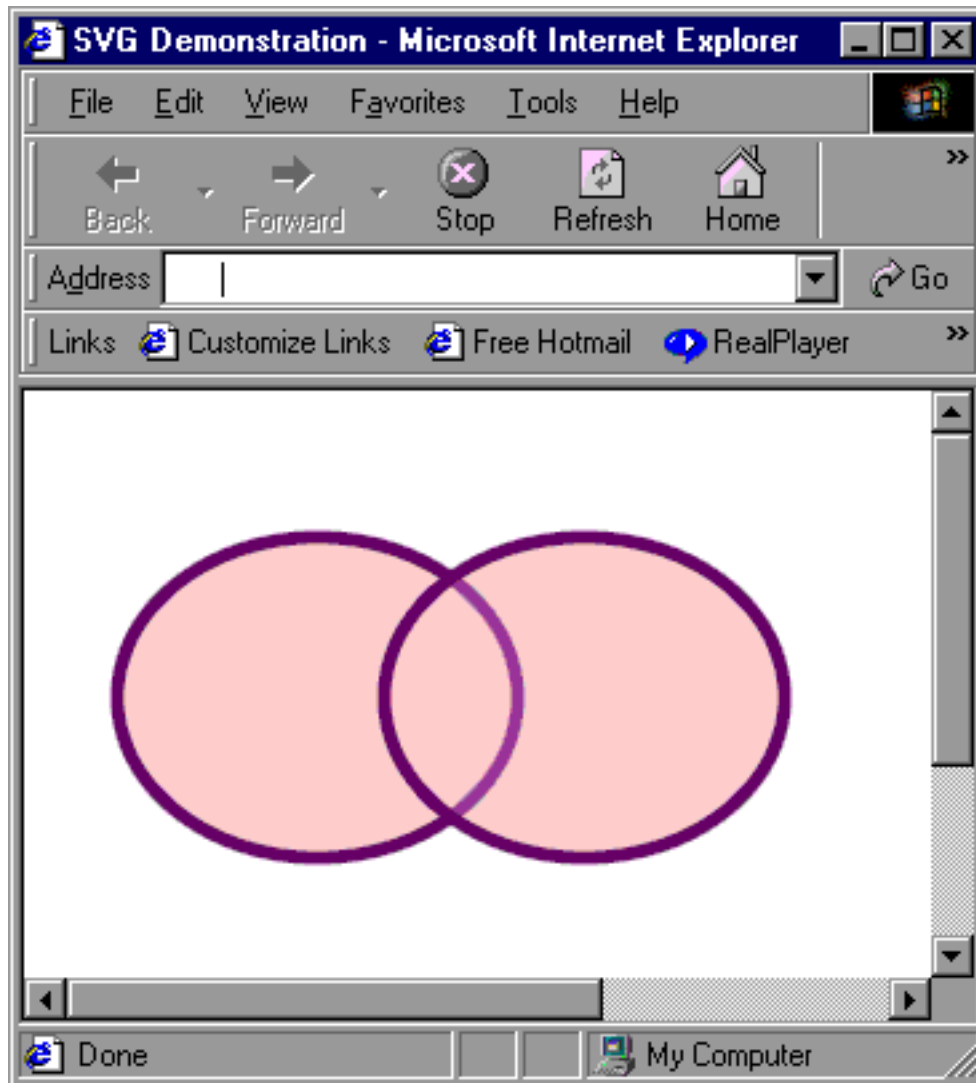 SVG Demonstration - Microsoft Internet Explorer
File Edit View Favorites Tools Help
Back Forward Stop Refresh Home »
Address Go
Links Customize Links Free Hotmail RealPlayer »
Done My Computer